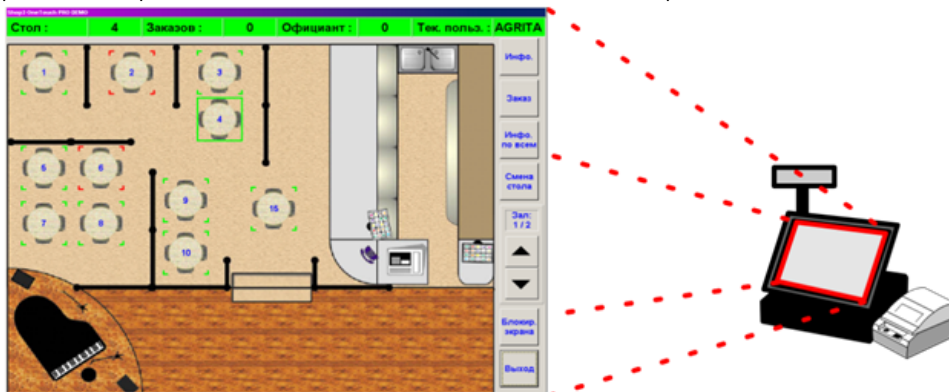 Shop2 OneTouch PRO DEMO
Стол : 4 Заказов : 0 Официант : 0 Тек. польз. : AGRITA
Инфо.
Заказ
Инфо.
по всем
Смена
стола
Зал:
1 / 2
Блокир.
экрана
Выход
1 2 3
4
5 6
7 8
9
10
15